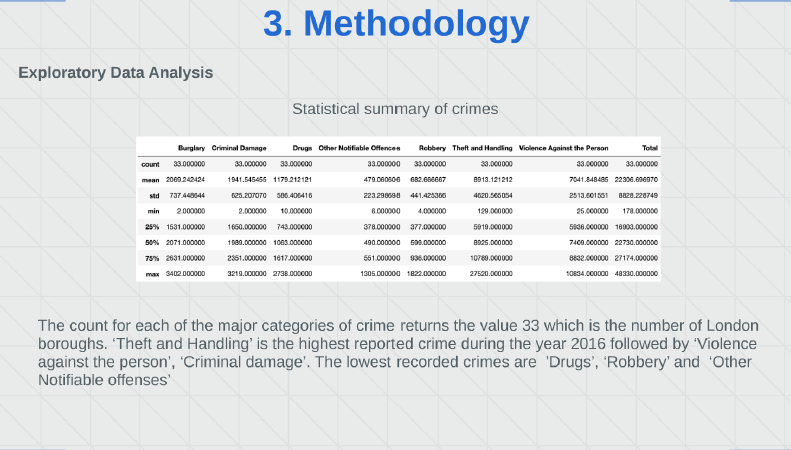 3. Methodology
Exploratory Data Analysis
Statistical summary of crimes
Burglary Criminal Damage Drugs Other Notifiable Offences Robbery Theft and Handling Violence Against the Person Total
count 33.000000 33.000000 33.000000 33.000000 33.000000 33.000000 33.000000 33.000000
mean 2069.242424 1941.545455 1179.212121 479.060606 682.666667 8913.121212 7041.848485 22306.696970
std 737.448644 625.207070 586.406416 223.298698 441.425366 4620.565054 2513.601551 8828.228749
min 2.000000 2.000000 10.000000 6.000000 4.000000 129.000000 25.000000 178.000000
25% 1531.000000 1650.000000 743.000000 378.000000 377.000000 5919.000000 5936.000000 16903.000000
50% 2071.000000 1989.000000 1063.000000 490.000000 599.000000 8925.000000 7409.000000 22730.000000
75% 2631.000000 2351.000000 1617.000000 551.000000 936.000000 10789.000000 8832.000000 27174.000000
max 3402.000000 3219.000000 2738.000000 1305.000000 1822.000000 27520.000000 10834.000000 48330.000000
The count for each of the major categories of crime returns the value 33 which is the number of London
boroughs. ‘Theft and Handling’ is the highest reported crime during the year 2016 followed by ‘Violence
against the person’, ‘Criminal damage’. The lowest recorded crimes are ’Drugs’, ‘Robbery’ and ‘Other
Notifiable offenses’